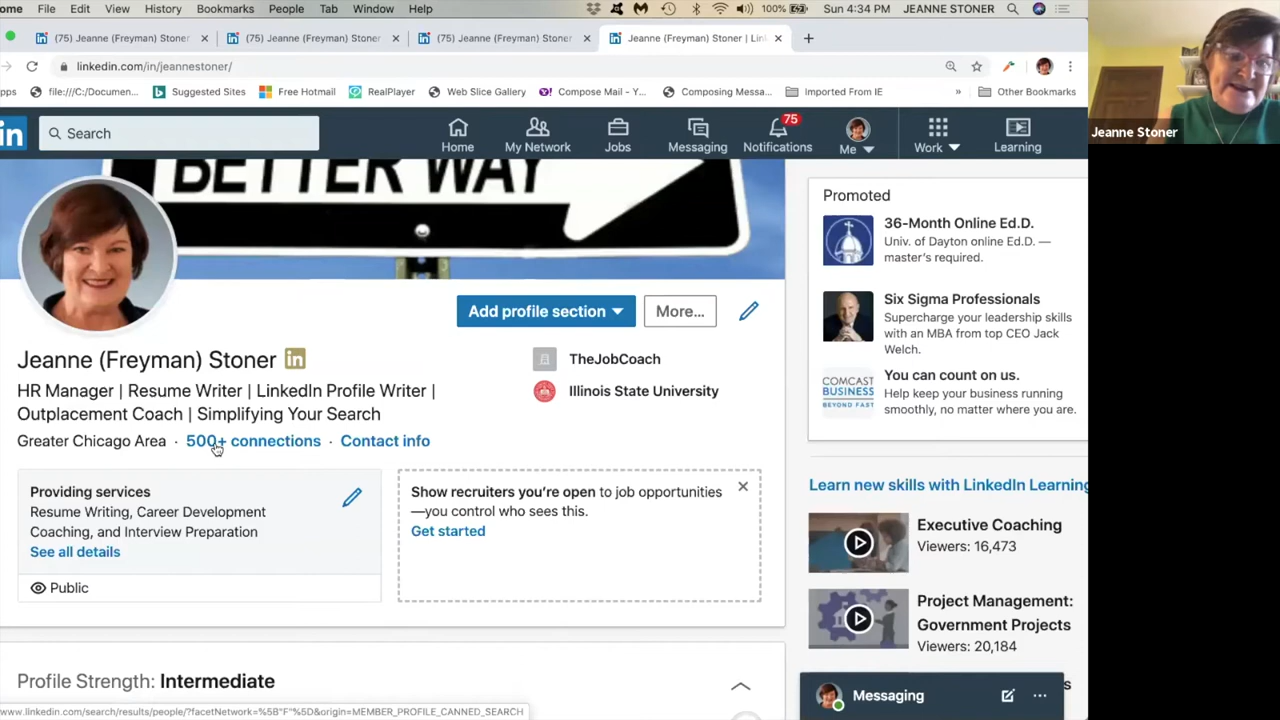 ome File Edit View History Bookmarks People Tab Window Help 100% Sun 4:34 PM JEANNE STONER
(75) Jeanne (Freyman) Stoner (75) Jeanne (Freyman) Stoner (75) Jeanne (Freyman) Stoner Jeanne (Freyman) Stoner | Lin
linkedin.com/in/jeannestoner/
pps file:///C:/Documen... Suggested Sites Free Hotmail RealPlayer Web Slice Gallery Compose Mail - Y... Composing Messa... Imported From IE » Other Bookmarks
in Search Home My Network Jobs Messaging 75 Notifications Me Work Learning
Jeanne Stoner
BETTER WAY
Add profile section More...
Jeanne (Freyman) Stoner in
HR Manager | Resume Writer | LinkedIn Profile Writer |
Outplacement Coach | Simplifying Your Search
Greater Chicago Area · 500+ connections · Contact info
TheJobCoach
Illinois State University
Providing services
Resume Writing, Career Development
Coaching, and Interview Preparation
See all details
Public
Show recruiters you're open to job opportunities
—you control who sees this.
Get started
Profile Strength: Intermediate
www.linkedin.com/search/results/people/?facetNetwork=%5B"F"%5D&origin=MEMBER_PROFILE_CANNED_SEARCH
Promoted
36-Month Online Ed.D.
Univ. of Dayton online Ed.D. —
master's required.
Six Sigma Professionals
Supercharge your leadership skills
with an MBA from top CEO Jack
Welch.
COMCAST
BUSINESS
BEYOND FAST
You can count on us.
Help keep your business running
smoothly, no matter where you are.
Learn new skills with LinkedIn Learning
Executive Coaching
Viewers: 16,473
Project Management:
Government Projects
Viewers: 20,184
s
Messaging